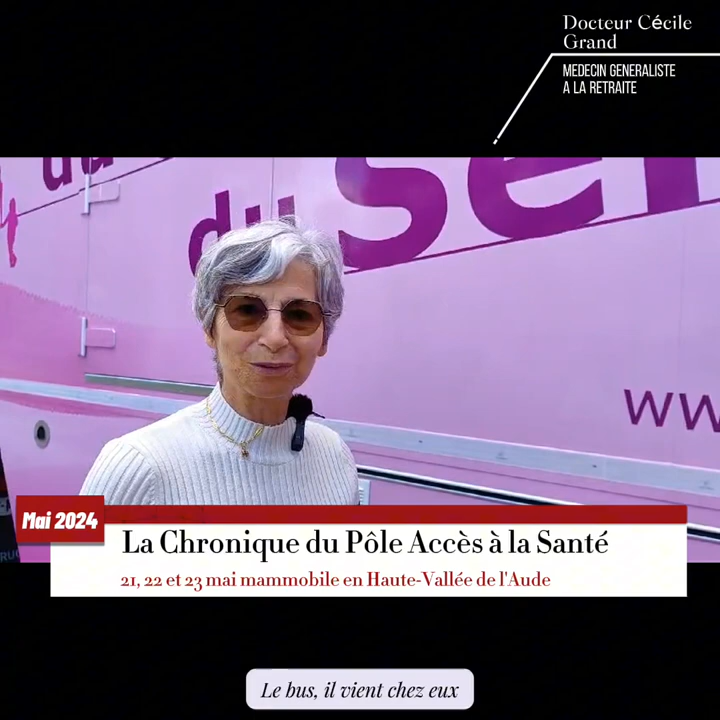 Docteur Cécile
Grand
MEDECIN GENERALISTE
A LA RETRAITE
du
du
Mai 2024
La Chronique du Pôle Accès à la Santé
21, 22 et 23 mai mammobile en Haute-Vallée de l'Aude
Le bus, il vient chez eux